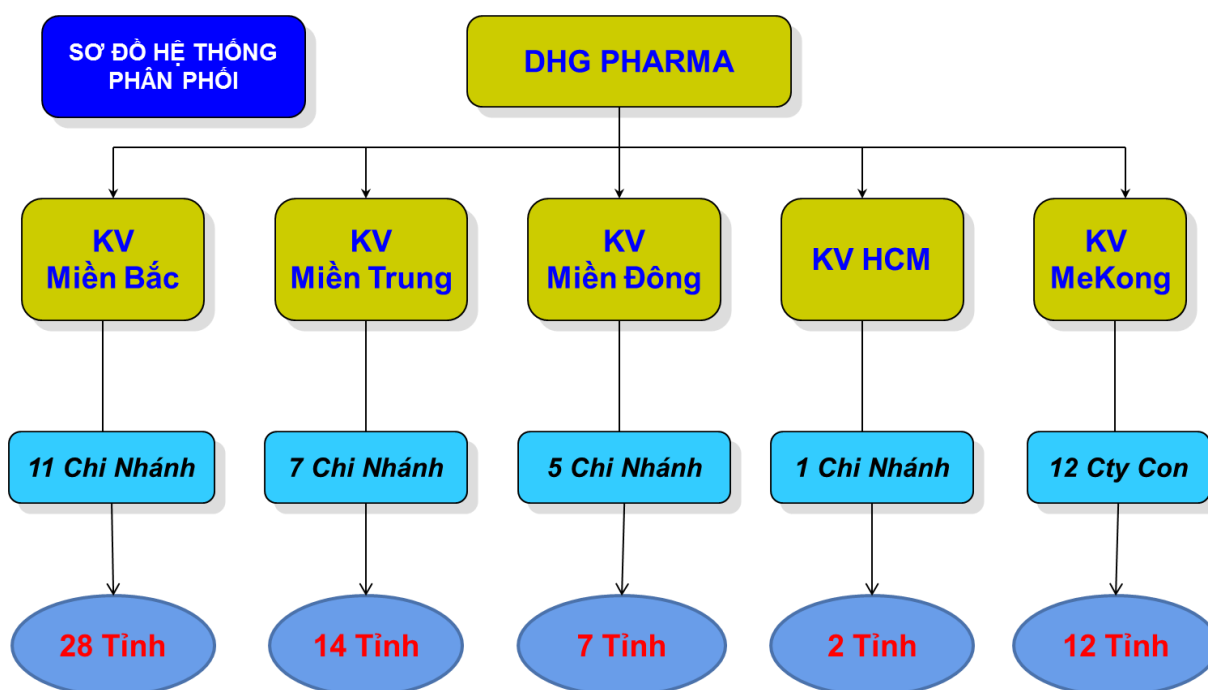 SƠ ĐỒ HỆ THỐNG
PHÂN PHỐI
DHG PHARMA
KV
Miền Bắc
KV
Miền Trung
KV
Miền Đông
KV HCM
KV
MeKong
11 Chi Nhánh
7 Chi Nhánh
5 Chi Nhánh
1 Chi Nhánh
12 Cty Con
28 Tỉnh
14 Tỉnh
7 Tỉnh
2 Tỉnh
12 Tỉnh